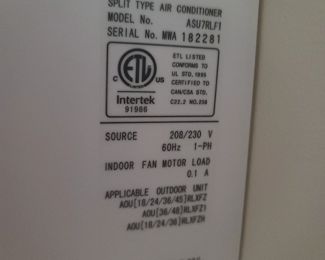 SPLIT TYPE AIR CONDITIONER
MODEL No. ASU7RLF1
SERIAL No. MWA 182281
ETL LISTED
CONFORMS TO
UL STD. 1995
CERTIFIED TO
CAN/CSA STD.
C22.2 NO.236
C ETL US
Intertek
91986
SOURCE 208/230 V
60Hz 1-PH
INDOOR FAN MOTOR LOAD
0.1 A
APPLICABLE OUTDOOR UNIT
AOU[18/24/36/45]RLXFZ
AOU[36/48]RLXFZ1
AOU[18/24/36]RLXFZH